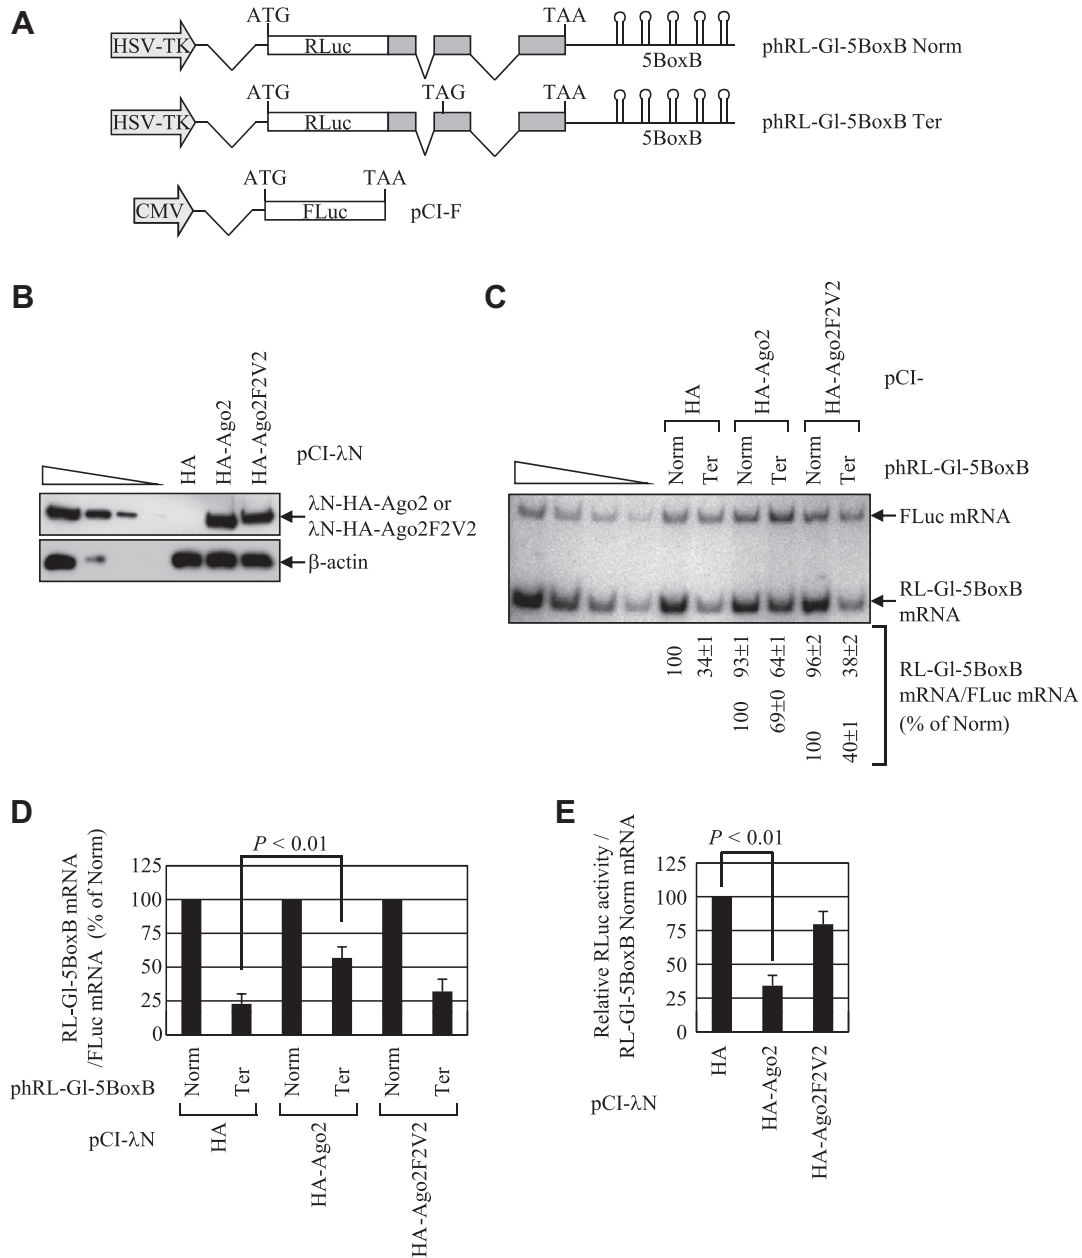 A
ATG
TAA
HSV-TK
RLuc
5BoxB
phRL-Gl-5BoxB Norm
ATG
TAG
TAA
HSV-TK
RLuc
5BoxB
phRL-Gl-5BoxB Ter
ATG
TAA
CMV
FLuc
pCI-F
B
HA
HA-Ago2
HA-Ago2F2V2
pCI-λN
λN-HA-Ago2 or
λN-HA-Ago2F2V2
β-actin
C
HA
HA-Ago2
HA-Ago2F2V2
pCI-
Norm
Ter
Norm
Ter
Norm
Ter
phRL-Gl-5BoxB
FLuc mRNA
RL-Gl-5BoxB
mRNA
100
34±1
93±1
64±1
96±2
38±2
100
69±0
100
40±1
RL-Gl-5BoxB
mRNA/FLuc mRNA
(% of Norm)
D
RL-Gl-5BoxB mRNA
/FLuc mRNA (% of Norm)
P < 0.01
125
100
75
50
25
0
Norm
Ter
Norm
Ter
Norm
Ter
phRL-Gl-5BoxB
pCI-λN
HA
HA-Ago2
HA-Ago2F2V2
E
Relative RLuc activity /
RL-Gl-5BoxB Norm mRNA
P < 0.01
125
100
75
50
25
0
HA
HA-Ago2
HA-Ago2F2V2
pCI-λN